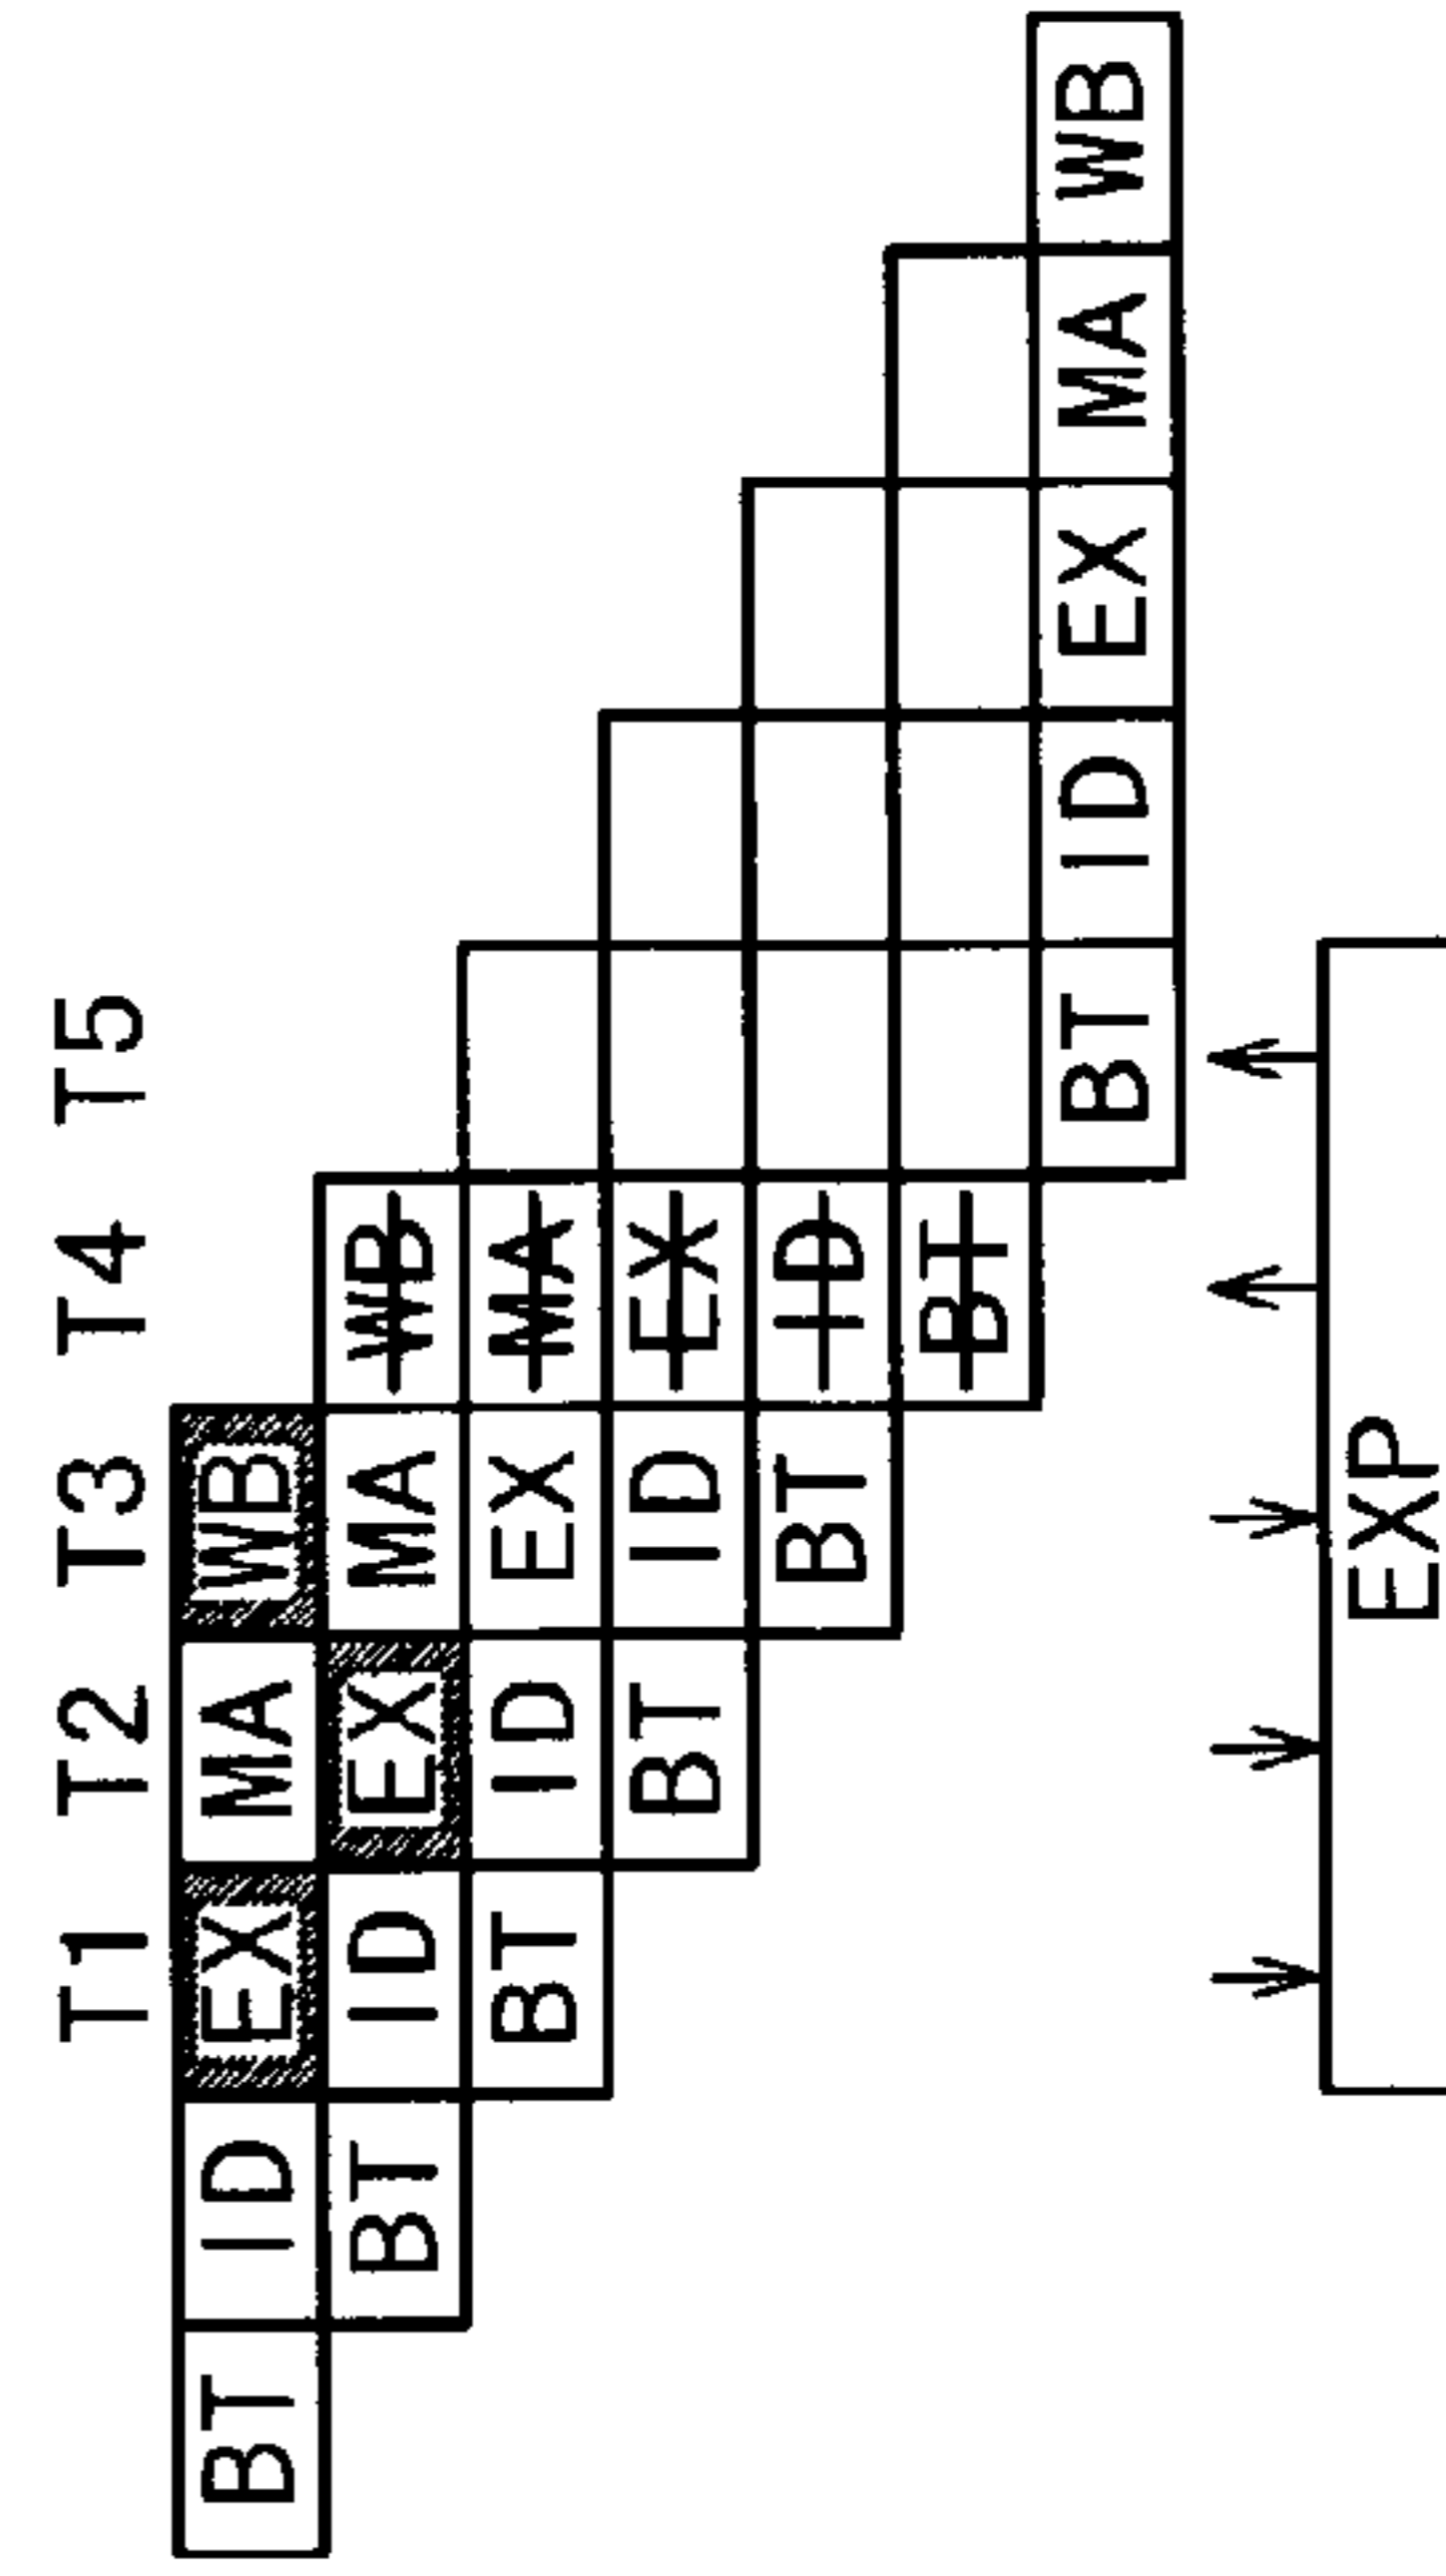 T1 T2 T3 T4 T5
BT ID EX MA WB
BT ID EX MA WB
BT ID EX MA
BT ID EX
BT ID
BT
BT ID EX MA WB
EXP